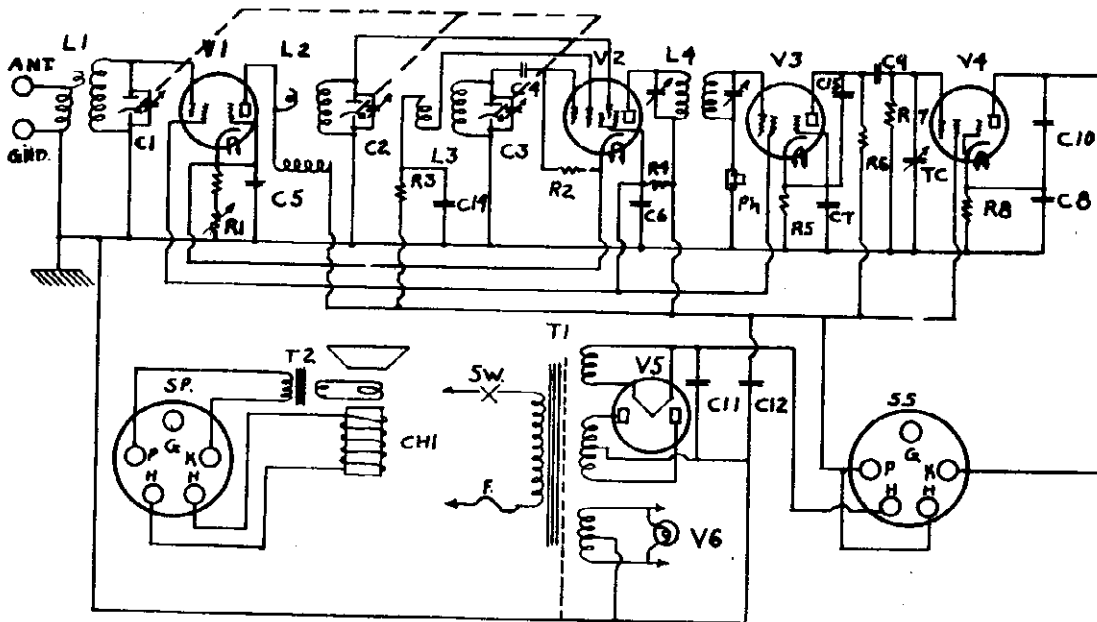 L1
V1
L2
V2
L4
V3
C15
C9
V4
ANT
GND.
C1
C2
L3
C3
C4
R1
C5
R3
C14
R2
R4
C6
Ph
R5
C7
R6
R7
TC
R8
C10
C8
T1
T2
SP.
G
P
K
H
H
CH1
SW.
F.
V5
C11
C12
V6
S.S
G
P
K
H
H